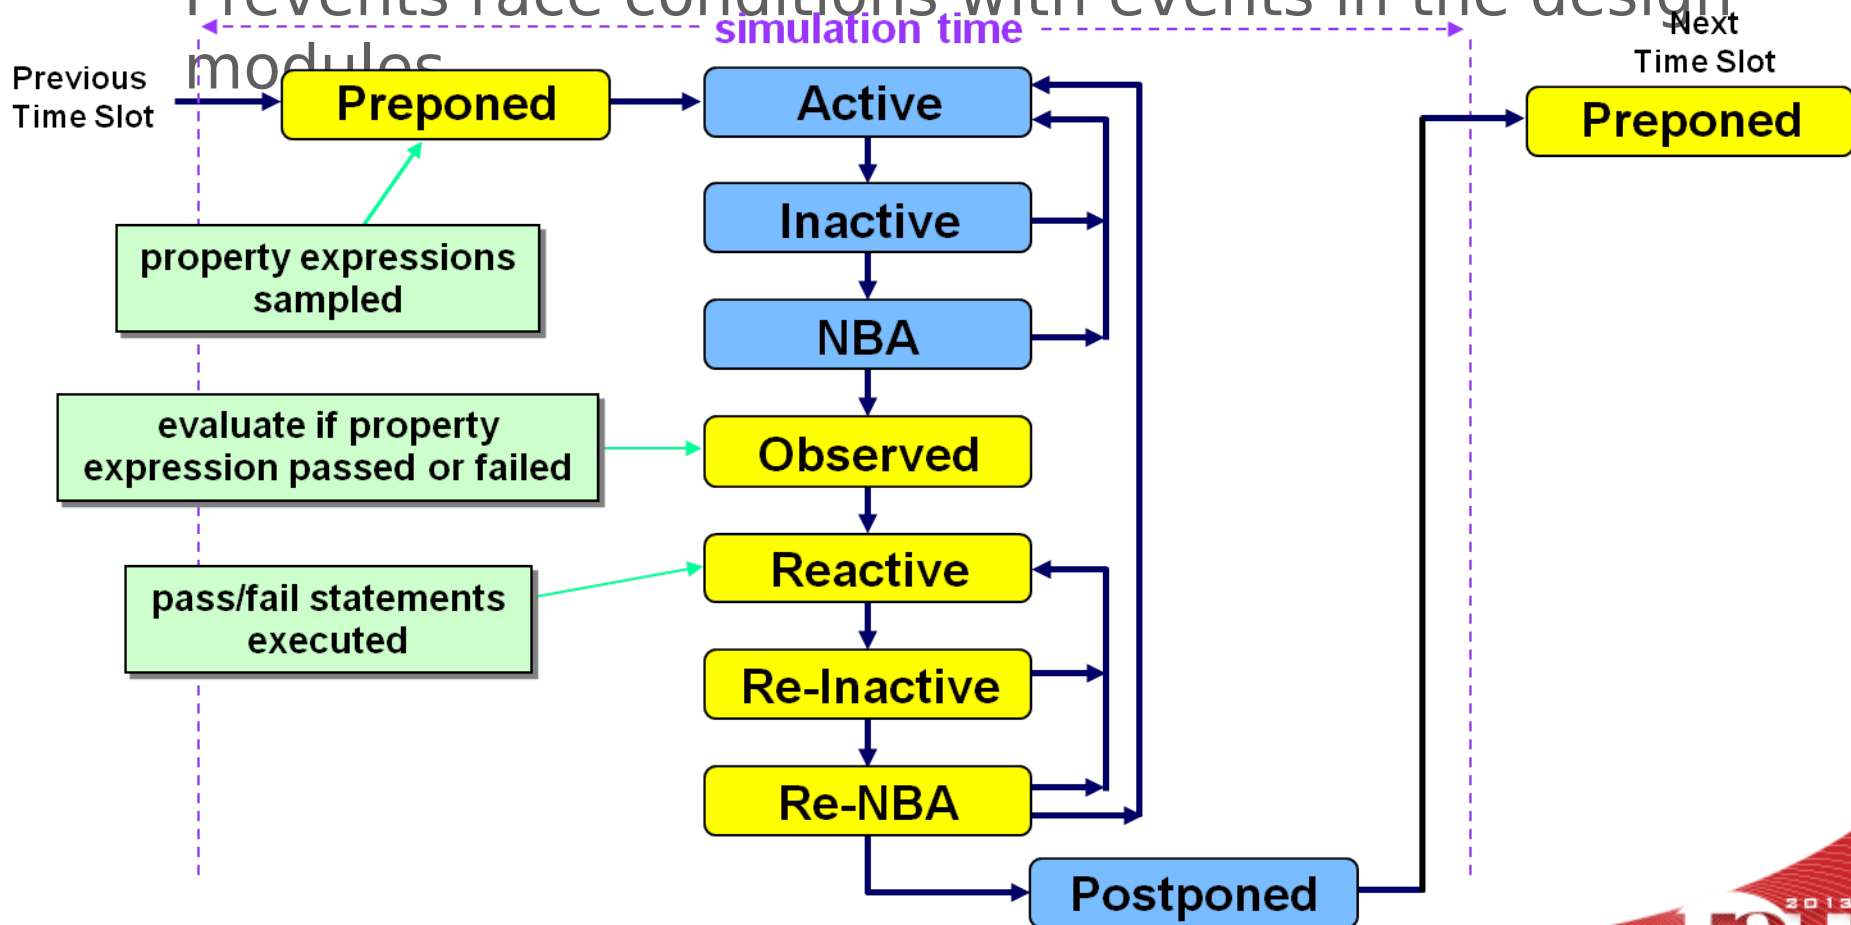 Prevents race conditions with events in the design
modules
simulation time
Previous
Time Slot
Preponed
Active
Next
Time Slot
Preponed
Inactive
property expressions
sampled
NBA
evaluate if property
expression passed or failed
Observed
Reactive
pass/fail statements
executed
Re-Inactive
Re-NBA
Postponed
2013